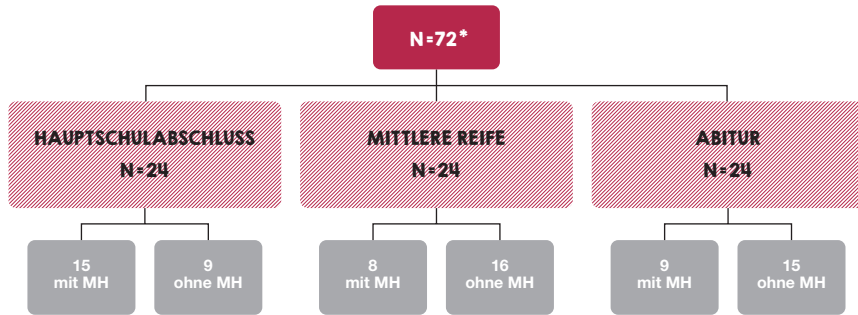 N=72*
HAUPTSCHULABSCHLUSS
N=24
MITTLERE REIFE
N=24
ABITUR
N=24
15
mit MH
9
ohne MH
8
mit MH
16
ohne MH
9
mit MH
15
ohne MH